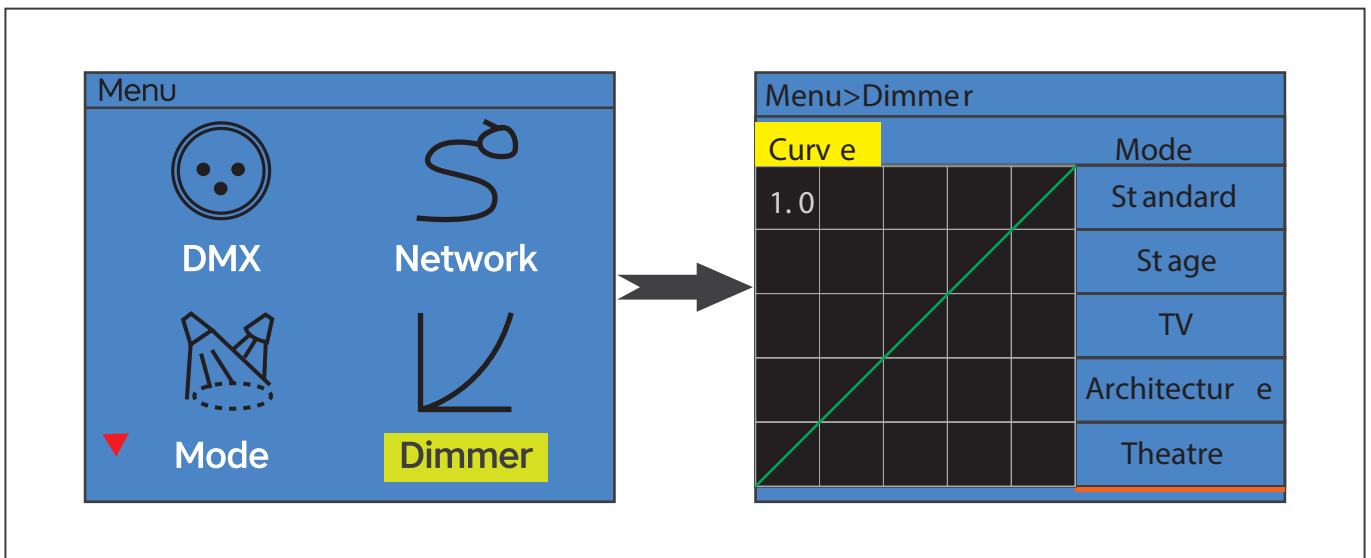 Menu
DMX
Network
Mode
Dimmer
Menu>Dimmer
Curve
Mode
1.0
Standard
Stage
TV
Architecture
Theatre